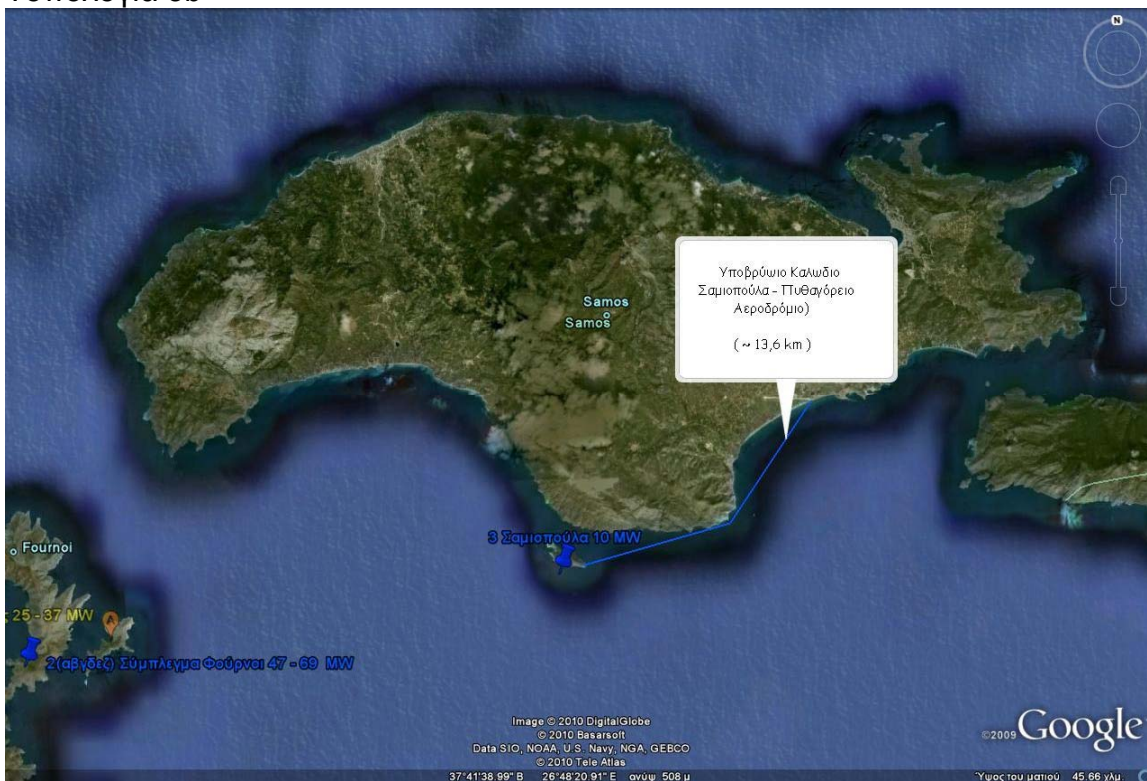 N
Υποβρύωιο Καλωδιο
Σαμιοπούλα - Πυθαγόρειο
Αεροδρόμιο)
( ~ 13,6 km )
Samos
Samos
3 Σαμιοπούλα 10 MW
Fournoi
25 - 37 MW
A
2(αβγδεζ) Σύμπλεγμα Φούρνοι 47 - 69 MW
Image © 2010 DigitalGlobe
© 2010 Basarsoft
Data SIO, NOAA, U.S. Navy, NGA, GEBCO
© 2010 Tele Atlas
©2009 Google
37°41'38.99" Β 26°48'20.91" Ε ανύψ 508 μ
Ύψος του ματιού 45.66 χλμ